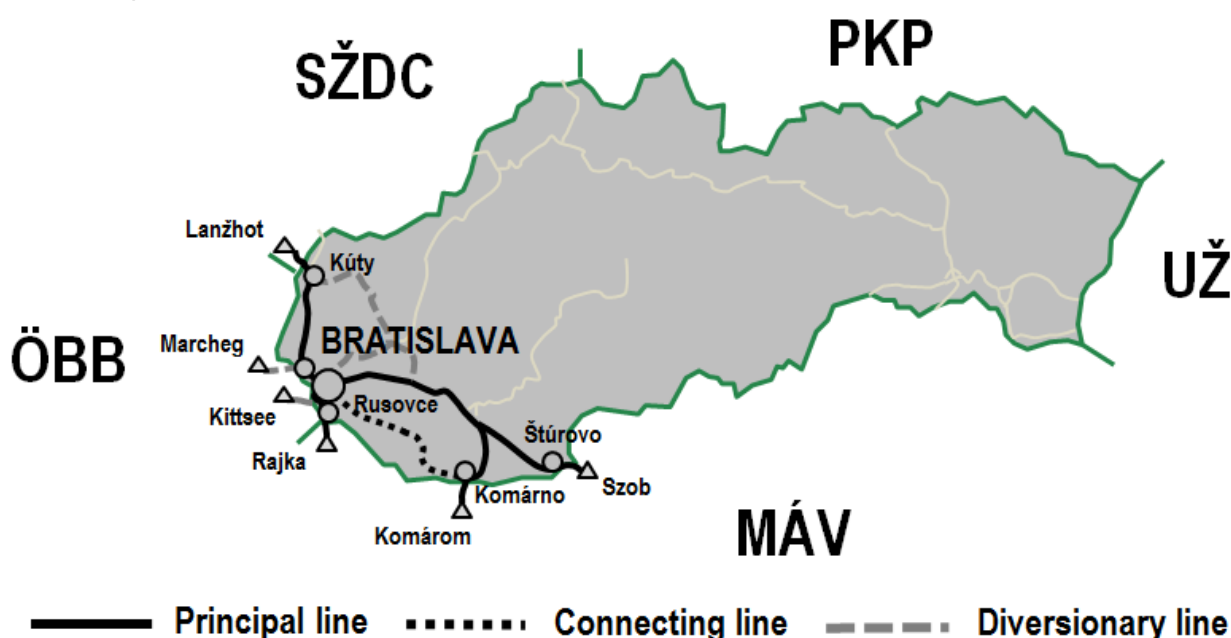 PKP
SŽDC
Lanžhot
Kúty
UŽ
BRATISLAVA
Marcheg
ÖBB
Rusovce
Kittsee
Štúrovo
Rajka
Szob
Komárno
MÁV
Komárom
Principal line
Connecting line
Diversionary line